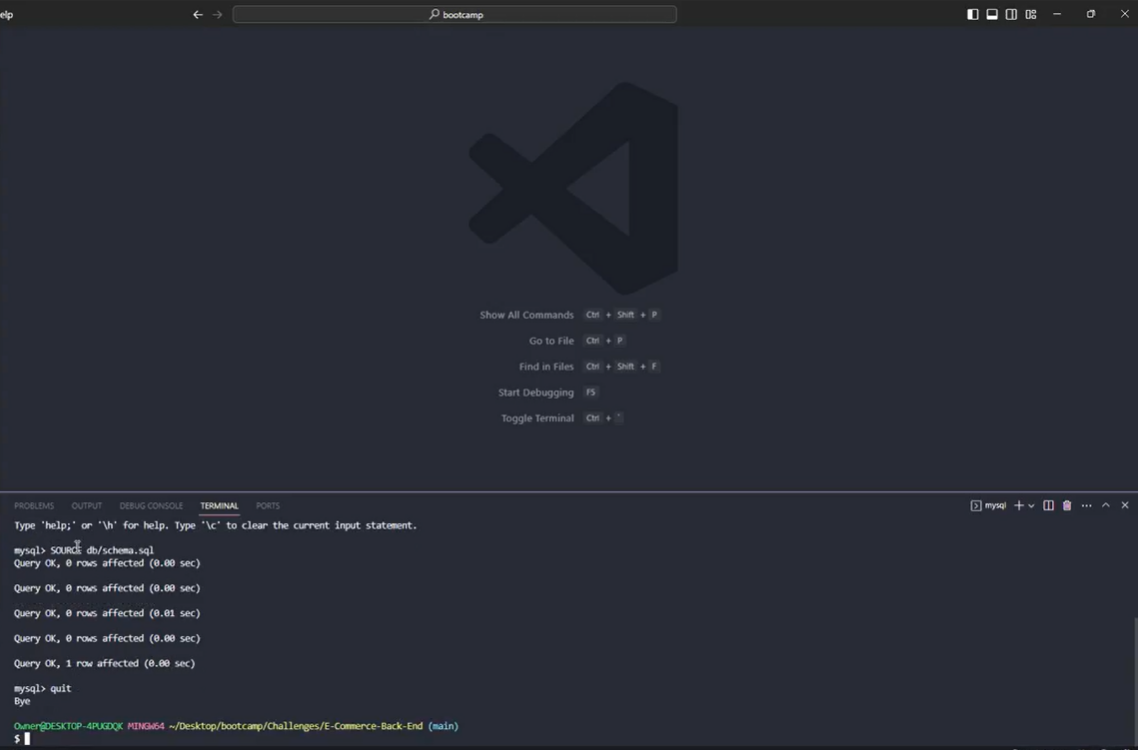 elp
bootcamp
Show All Commands Ctrl + Shift + P
Go to File Ctrl + P
Find in Files Ctrl + Shift + F
Start Debugging F5
Toggle Terminal Ctrl + `
PROBLEMS OUTPUT DEBUG CONSOLE TERMINAL PORTS
mysql
Type 'help;' or '\h' for help. Type '\c' to clear the current input statement.
mysql> SOURCE db/schema.sql
Query OK, 0 rows affected (0.00 sec)
Query OK, 0 rows affected (0.00 sec)
Query OK, 0 rows affected (0.01 sec)
Query OK, 0 rows affected (0.00 sec)
Query OK, 1 row affected (0.00 sec)
mysql> quit
Bye
Owner@DESKTOP-4PUGDQK MINGW64 ~/Desktop/bootcamp/Challenges/E-Commerce-Back-End (main)
$